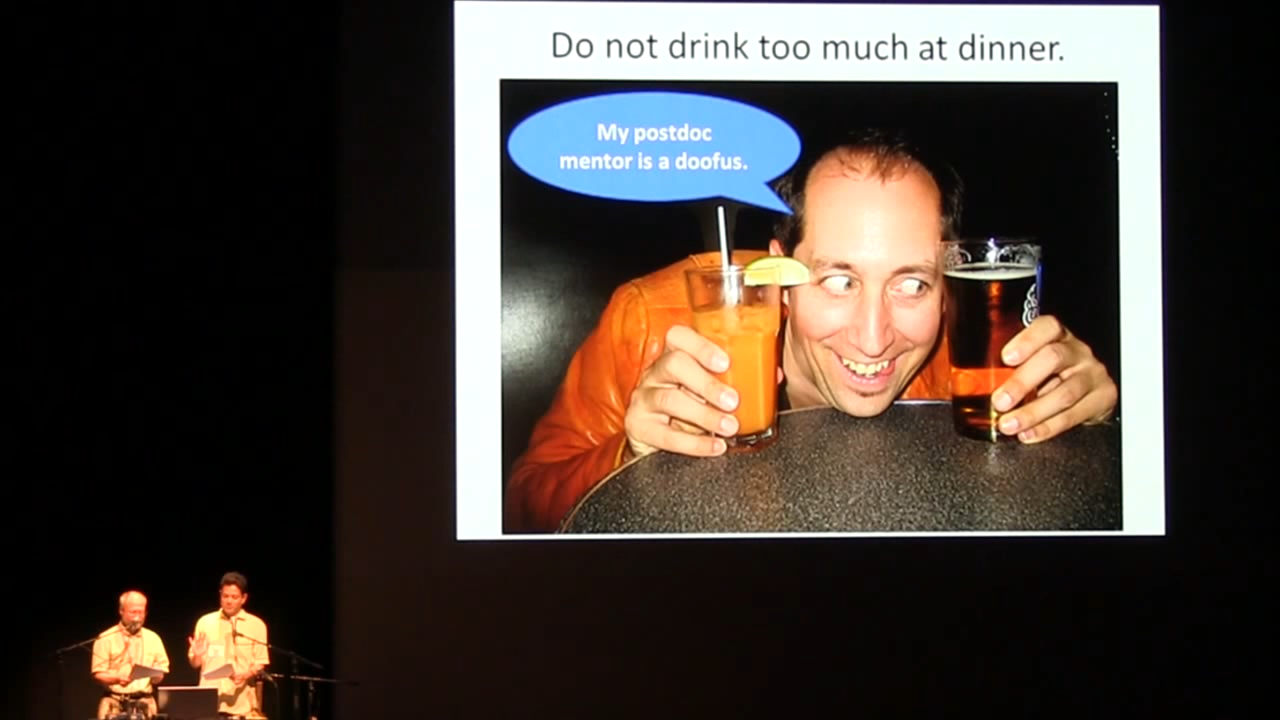 Do not drink too much at dinner.
My postdoc
mentor is a doofus.